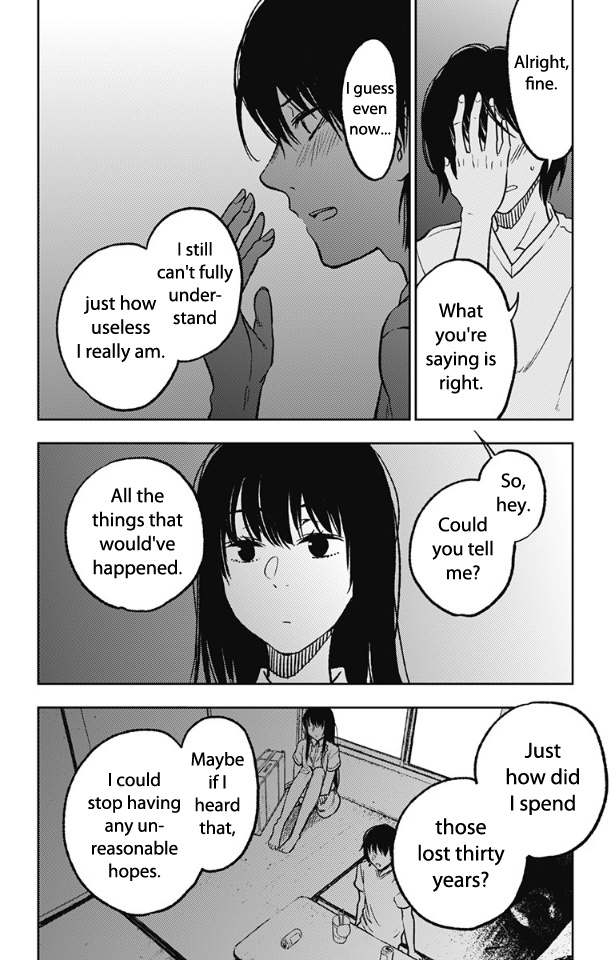 Alright,
fine.
What
you're
saying is
right.
I guess
even
now...
I still
can't fully
under-
stand
just how
useless
I really am.
So,
hey.
Could
you tell
me?
All the
things that
would've
happened.
Just
how did
I spend
those
lost thirty
years?
Maybe
if I
heard
that,
I could
stop having
any un-
reasonable
hopes.